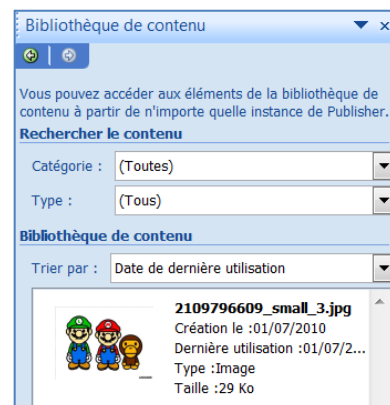 Bibliothèque de contenu
Vous pouvez accéder aux éléments de la bibliothèque de
contenu à partir de n'importe quelle instance de Publisher.
Rechercher le contenu
Catégorie : (Toutes)
Type : (Tous)
Bibliothèque de contenu
Trier par : Date de dernière utilisation
2109796609_small_3.jpg
Création le :01/07/2010
Dernière utilisation :01/07/2...
Type :Image
Taille :29 Ko